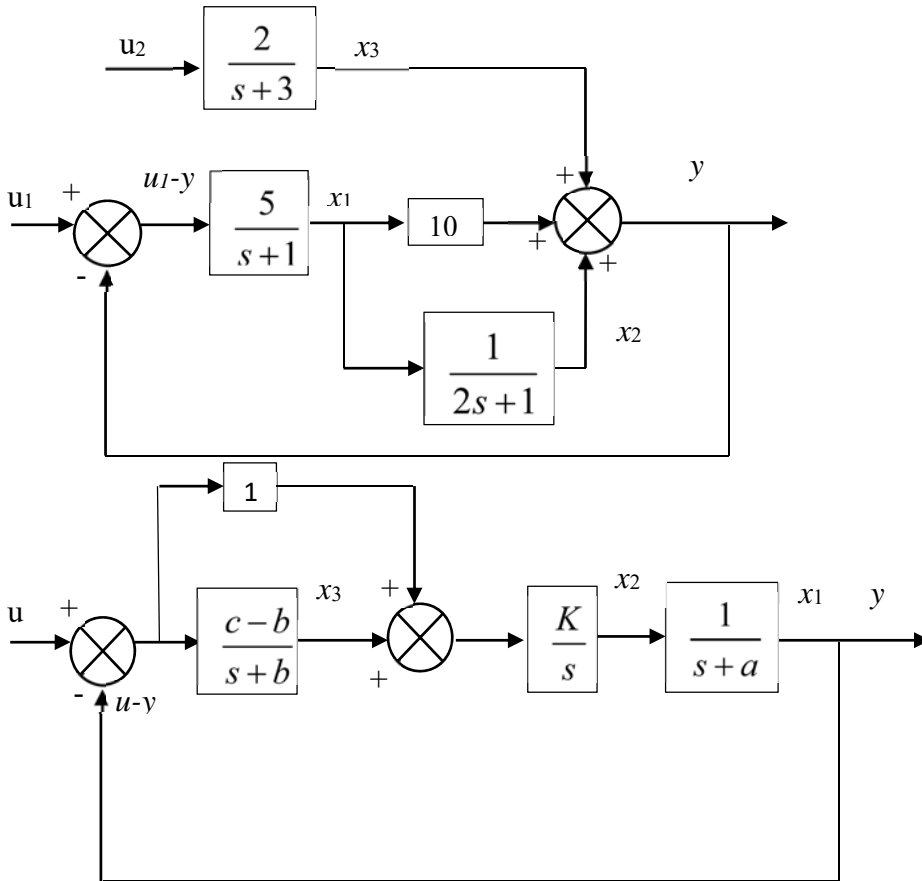 u2 2/(s+3) x3
u1 + u1-y 5/(s+1) x1 10 + + + y
-
1/(2s+1) x2
1
u + (c-b)/(s+b) x3 + + K/s x2 1/(s+a) x1 y
- u-y